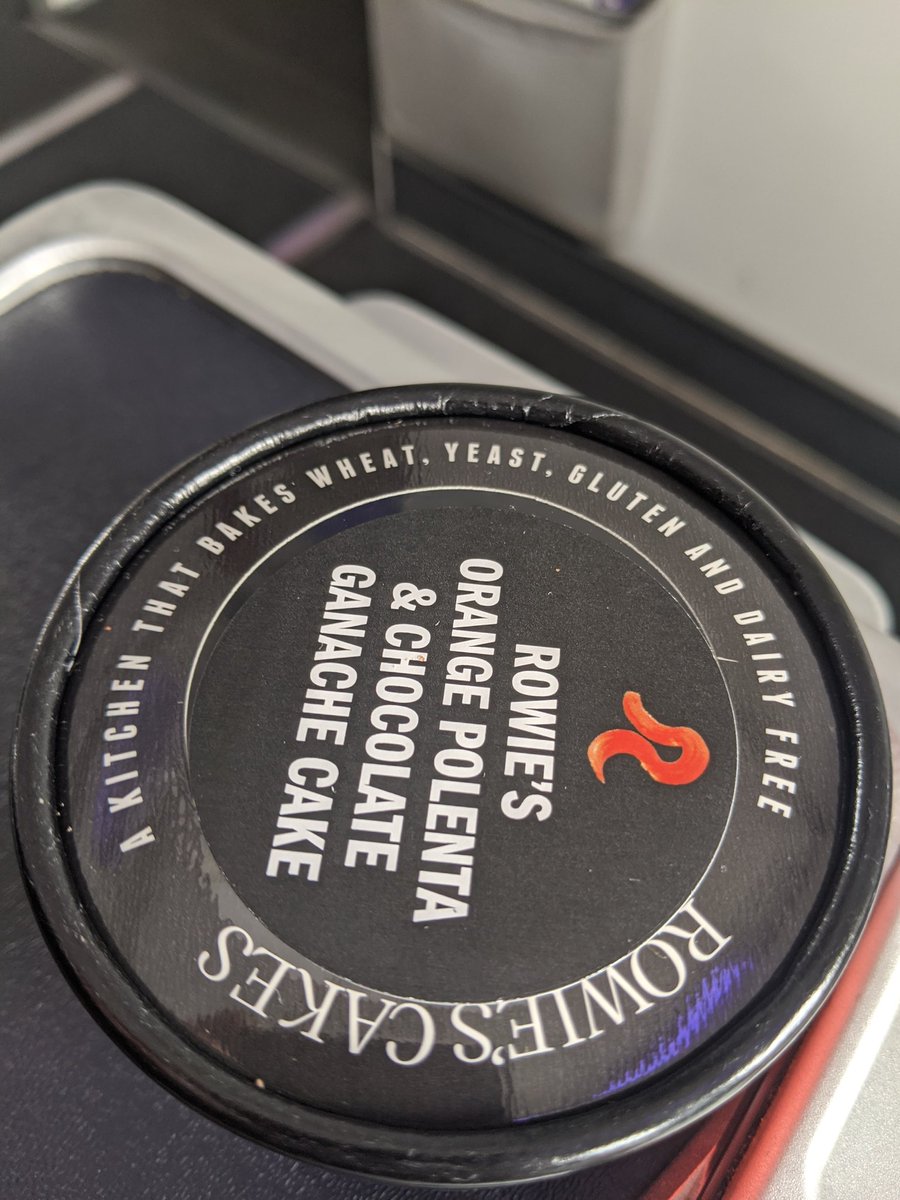 A KITCHEN THAT BAKES WHEAT, YEAST, GLUTEN AND DAIRY FREE
ROWIE'S
ORANGE POLENTA
& CHOCOLATE
GANACHE CAKE
ROWIE'S CAKES